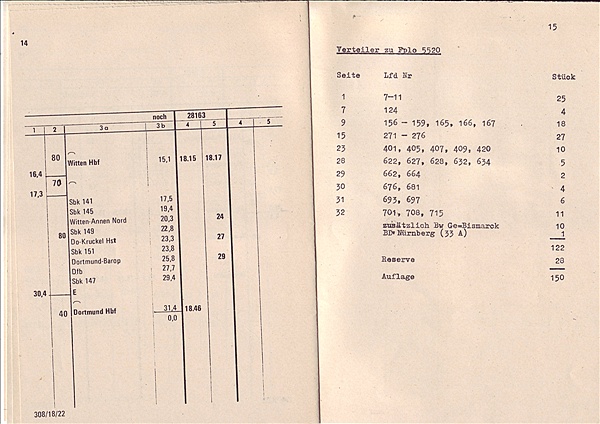 14
noch 28163
1 2 3a 3b 4 5 4 5
80 Witten Hbf 15,1 18.15 18.17
16,4
70
17,3
Sbk 141 17,5
Sbk 145 19,4
Witten-Annen Nord 20,3 24
Sbk 149 22,8
80 Do-Kruckel Hst 23,3 27
Sbk 151 23,8
Dortmund-Barop 25,8 29
Dfb 27,7
Sbk 147 29,4
30,4 E
40 Dortmund Hbf 31,4 18.46
0,0
308/18/22
15
Verteiler zu Fplo 5520
Seite Lfd Nr Stück
1 7-11 25
7 124 4
9 156 - 159, 165, 166, 167 18
15 271 - 276 27
23 401, 405, 407, 409, 420 10
28 622, 627, 628, 632, 634 5
29 662, 664 2
30 676, 681 4
31 693, 697 6
32 701, 708, 715 11
zusätzlich Bw Ge=Bismarck 10
BD Nürnberg (33 A) 1
122
Reserve 28
Auflage 150